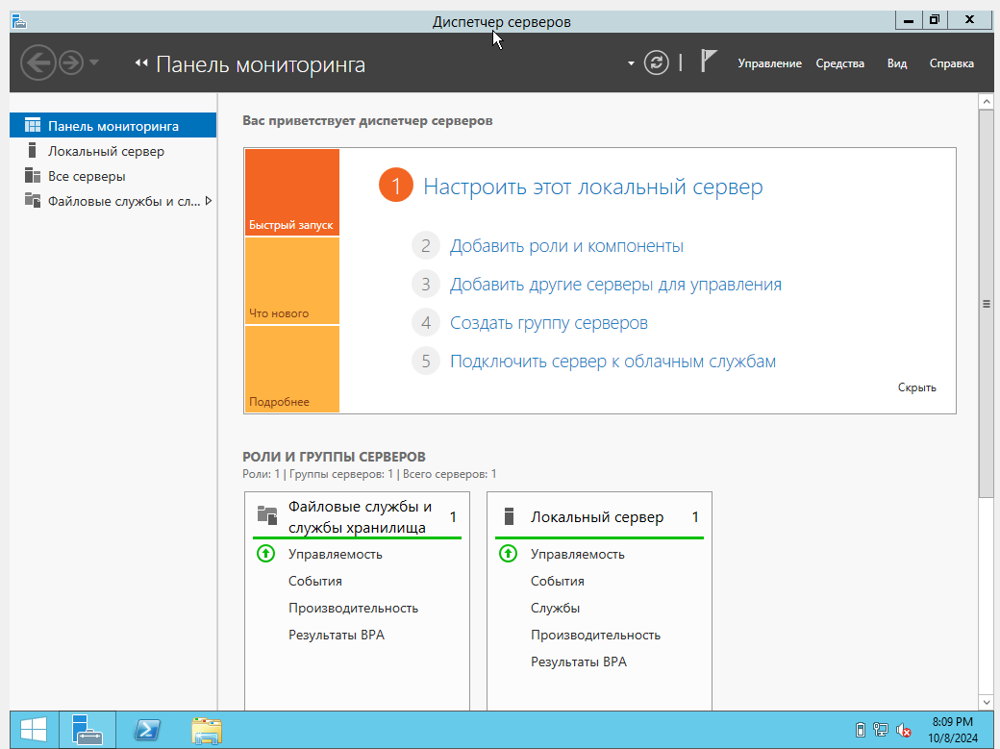 Диспетчер серверов
Панель мониторинга
Управление Средства Вид Справка
Панель мониторинга
Локальный сервер
Все серверы
Файловые службы и сл...
Вас приветствует диспетчер серверов
Быстрый запуск
Что нового
Подробнее
1 Настроить этот локальный сервер
2 Добавить роли и компоненты
3 Добавить другие серверы для управления
4 Создать группу серверов
5 Подключить сервер к облачным службам
Скрыть
РОЛИ И ГРУППЫ СЕРВЕРОВ
Роли: 1 | Группы серверов: 1 | Всего серверов: 1
Файловые службы и
службы хранилища 1
Управляемость
События
Производительность
Результаты BPA
Локальный сервер 1
Управляемость
События
Службы
Производительность
Результаты BPA
8:09 PM
10/8/2024